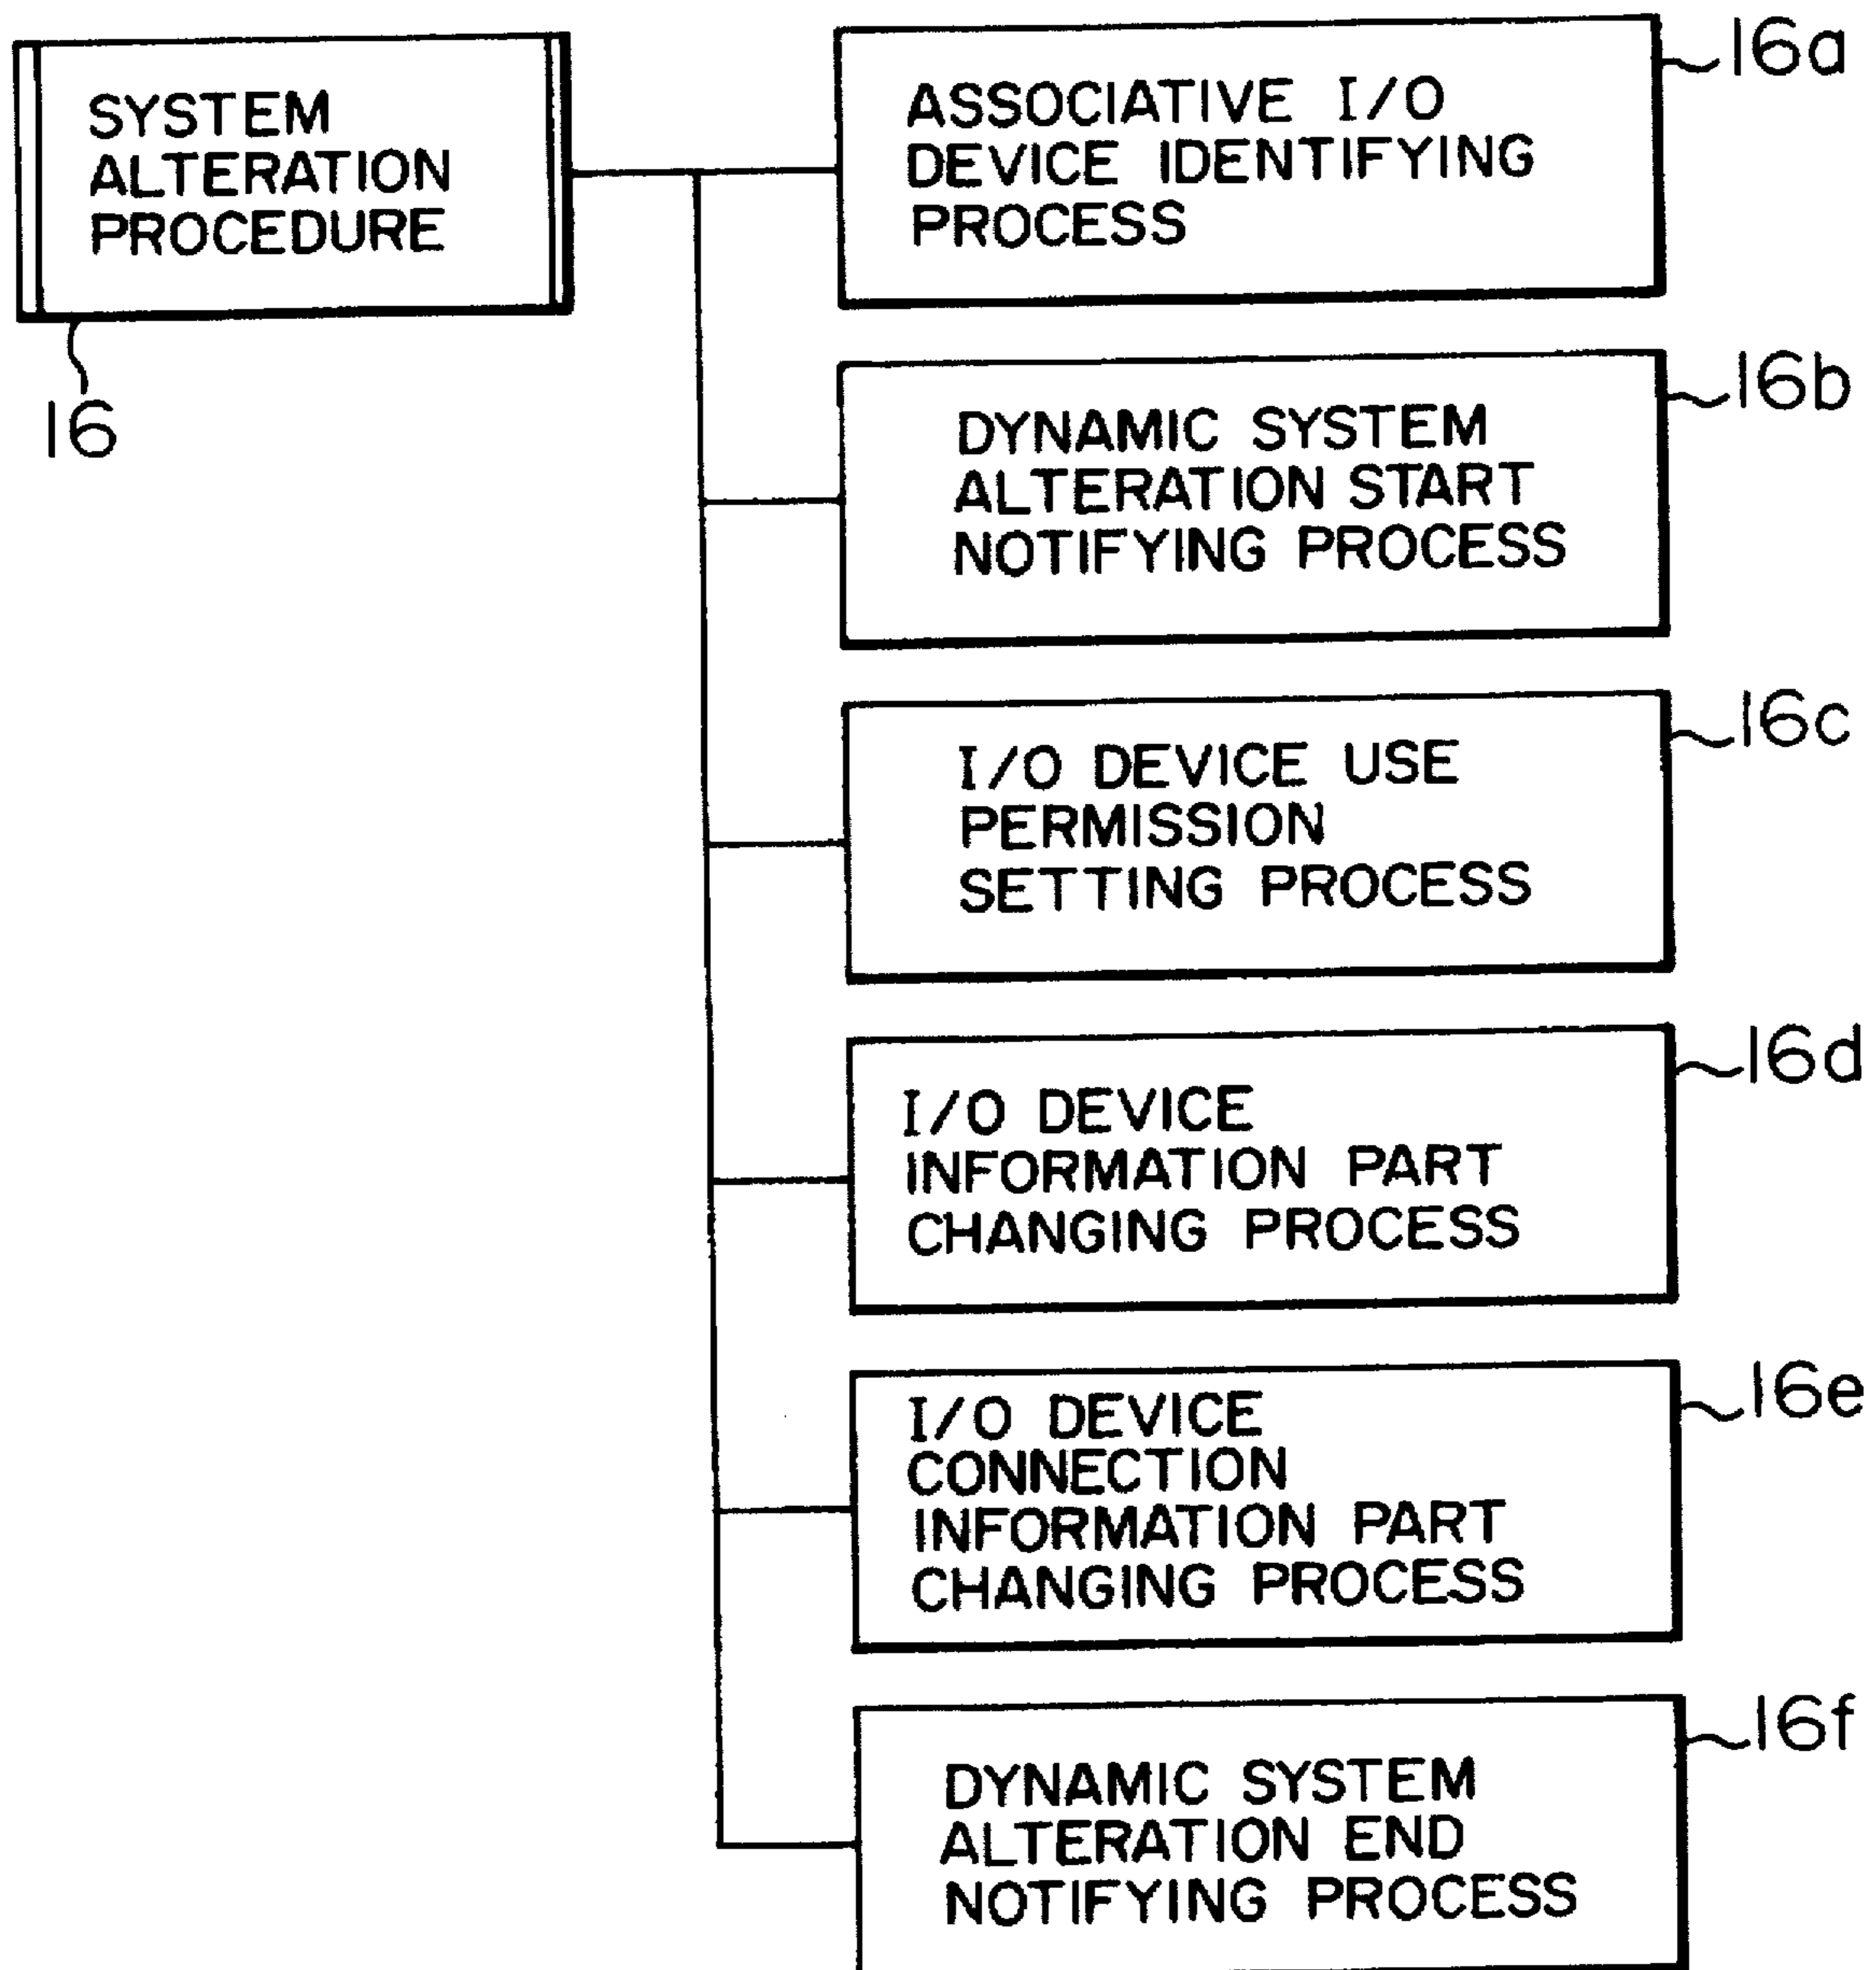 SYSTEM
ALTERATION
PROCEDURE
16
ASSOCIATIVE I/O
DEVICE IDENTIFYING
PROCESS
16a
DYNAMIC SYSTEM
ALTERATION START
NOTIFYING PROCESS
16b
I/O DEVICE USE
PERMISSION
SETTING PROCESS
16c
I/O DEVICE
INFORMATION PART
CHANGING PROCESS
16d
I/O DEVICE
CONNECTION
INFORMATION PART
CHANGING PROCESS
16e
DYNAMIC SYSTEM
ALTERATION END
NOTIFYING PROCESS
16f